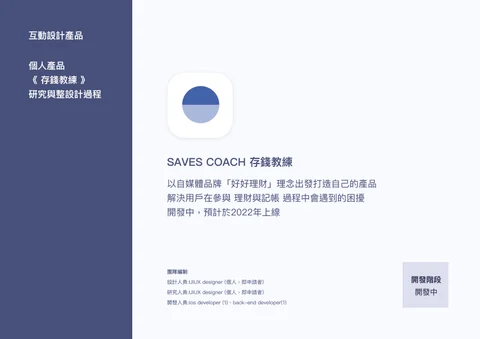 互動設計產品
個人產品
《 存錢教練 》
研究與整設計過程
SAVES COACH 存錢教練
以自媒體品牌「好好理財」理念出發打造自己的產品
解決用戶在參與 理財與記帳 過程中會遇到的困擾
開發中，預計於2022年上線
團隊編制
設計人員:UIUX designer (個人，即申請者)
研究人員:UIUX designer (個人，即申請者)
開發人員:ios developer (1)、back-end developer(1)
開發階段
開發中